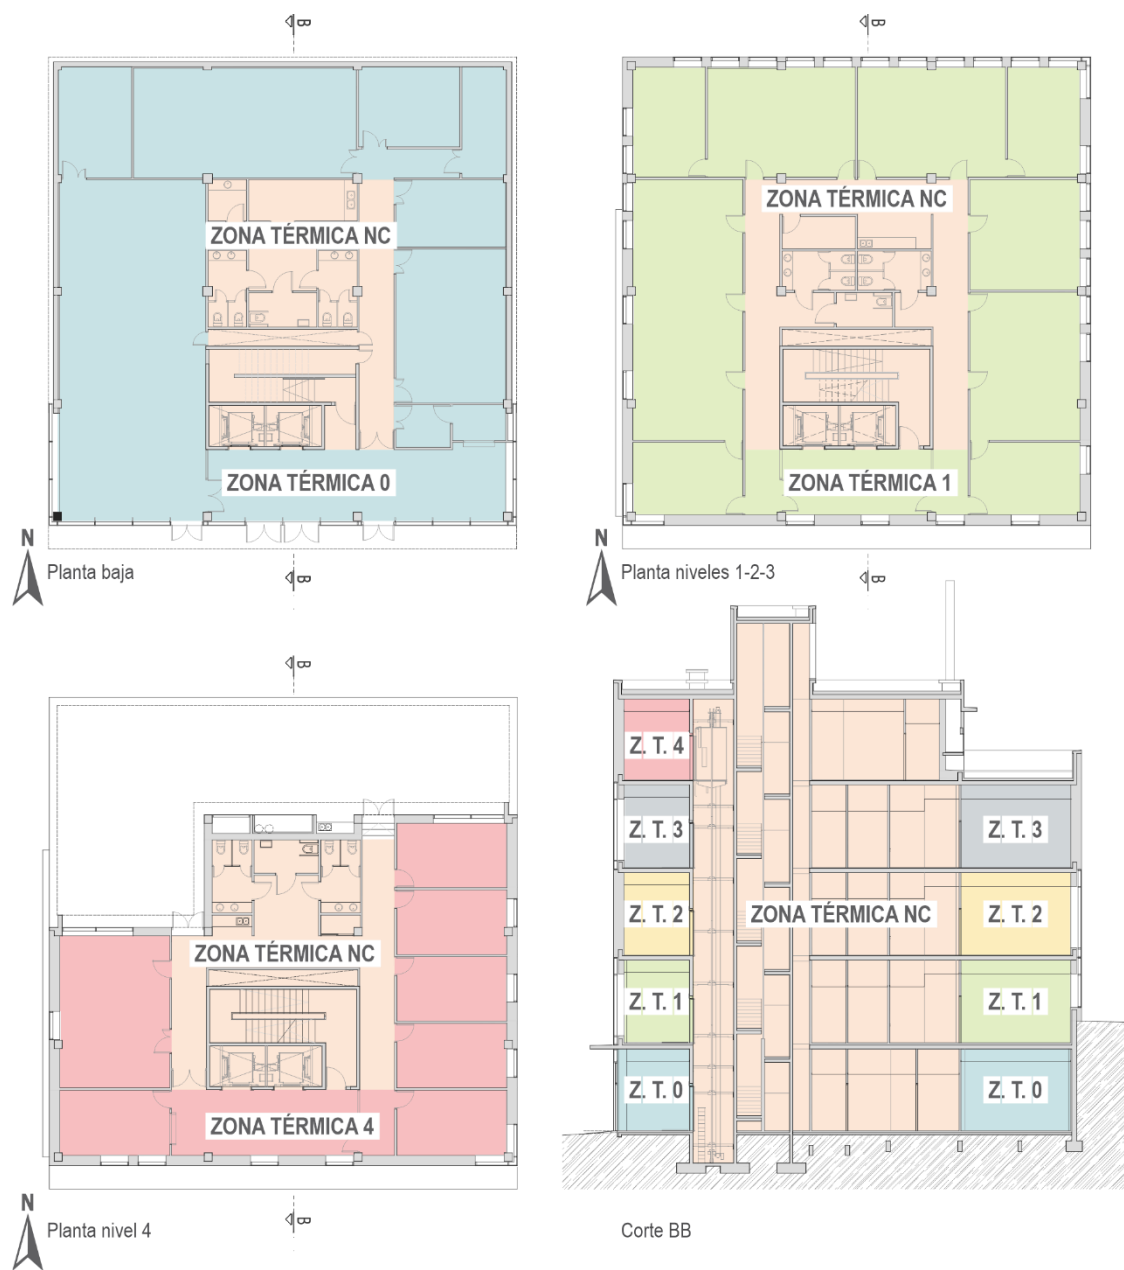 B
B
ZONA TÉRMICA NC
ZONA TÉRMICA 0
N
Planta baja
B
ZONA TÉRMICA NC
ZONA TÉRMICA 1
N
Planta niveles 1-2-3
B
B
ZONA TÉRMICA NC
ZONA TÉRMICA 4
N
Planta nivel 4
B
Z. T. 4
Z. T. 3
Z. T. 3
Z. T. 2
ZONA TÉRMICA NC
Z. T. 2
Z. T. 1
Z. T. 1
Z. T. 0
Z. T. 0
Corte BB